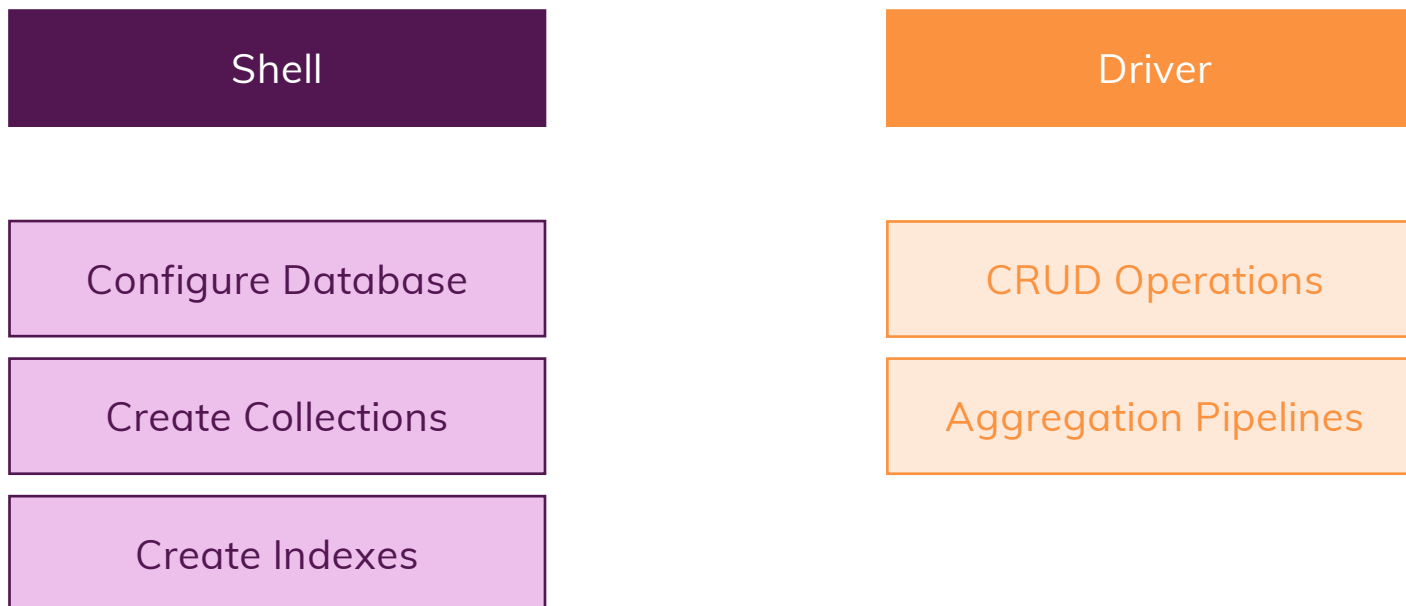 Shell
Driver
Configure Database
CRUD Operations
Create Collections
Aggregation Pipelines
Create Indexes